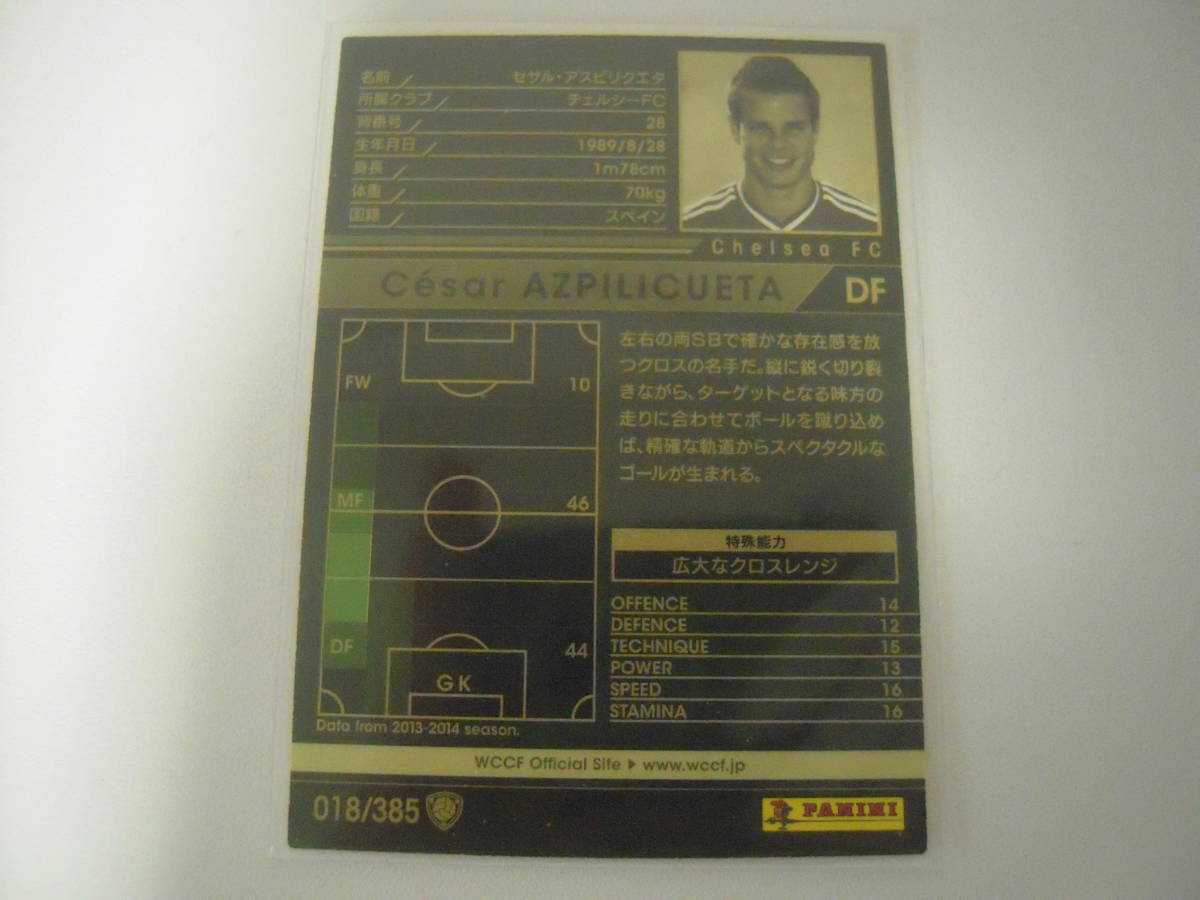 名前 セザル・アスピリクエタ
所属クラブ チェルシーFC
背番号 28
生年月日 1989/8/28
身長 1m78cm
体重 70kg
国籍 スペイン
Chelsea FC
César AZPILICUETA DF
FW 10
MF 46
DF 44
GK
Data from 2013-2014 season.
左右の両SBで確かな存在感を放
つクロスの名手だ。縦に鋭く切り裂
きながら、ターゲットとなる味方の
走りに合わせてボールを蹴り込め
ば、精確な軌道からスペクタクルな
ゴールが生まれる。
特殊能力
広大なクロスレンジ
OFFENCE 14
DEFENCE 12
TECHNIQUE 15
POWER 13
SPEED 16
STAMINA 16
WCCF Official Site ▶ www.wccf.jp
018/385
PANINI